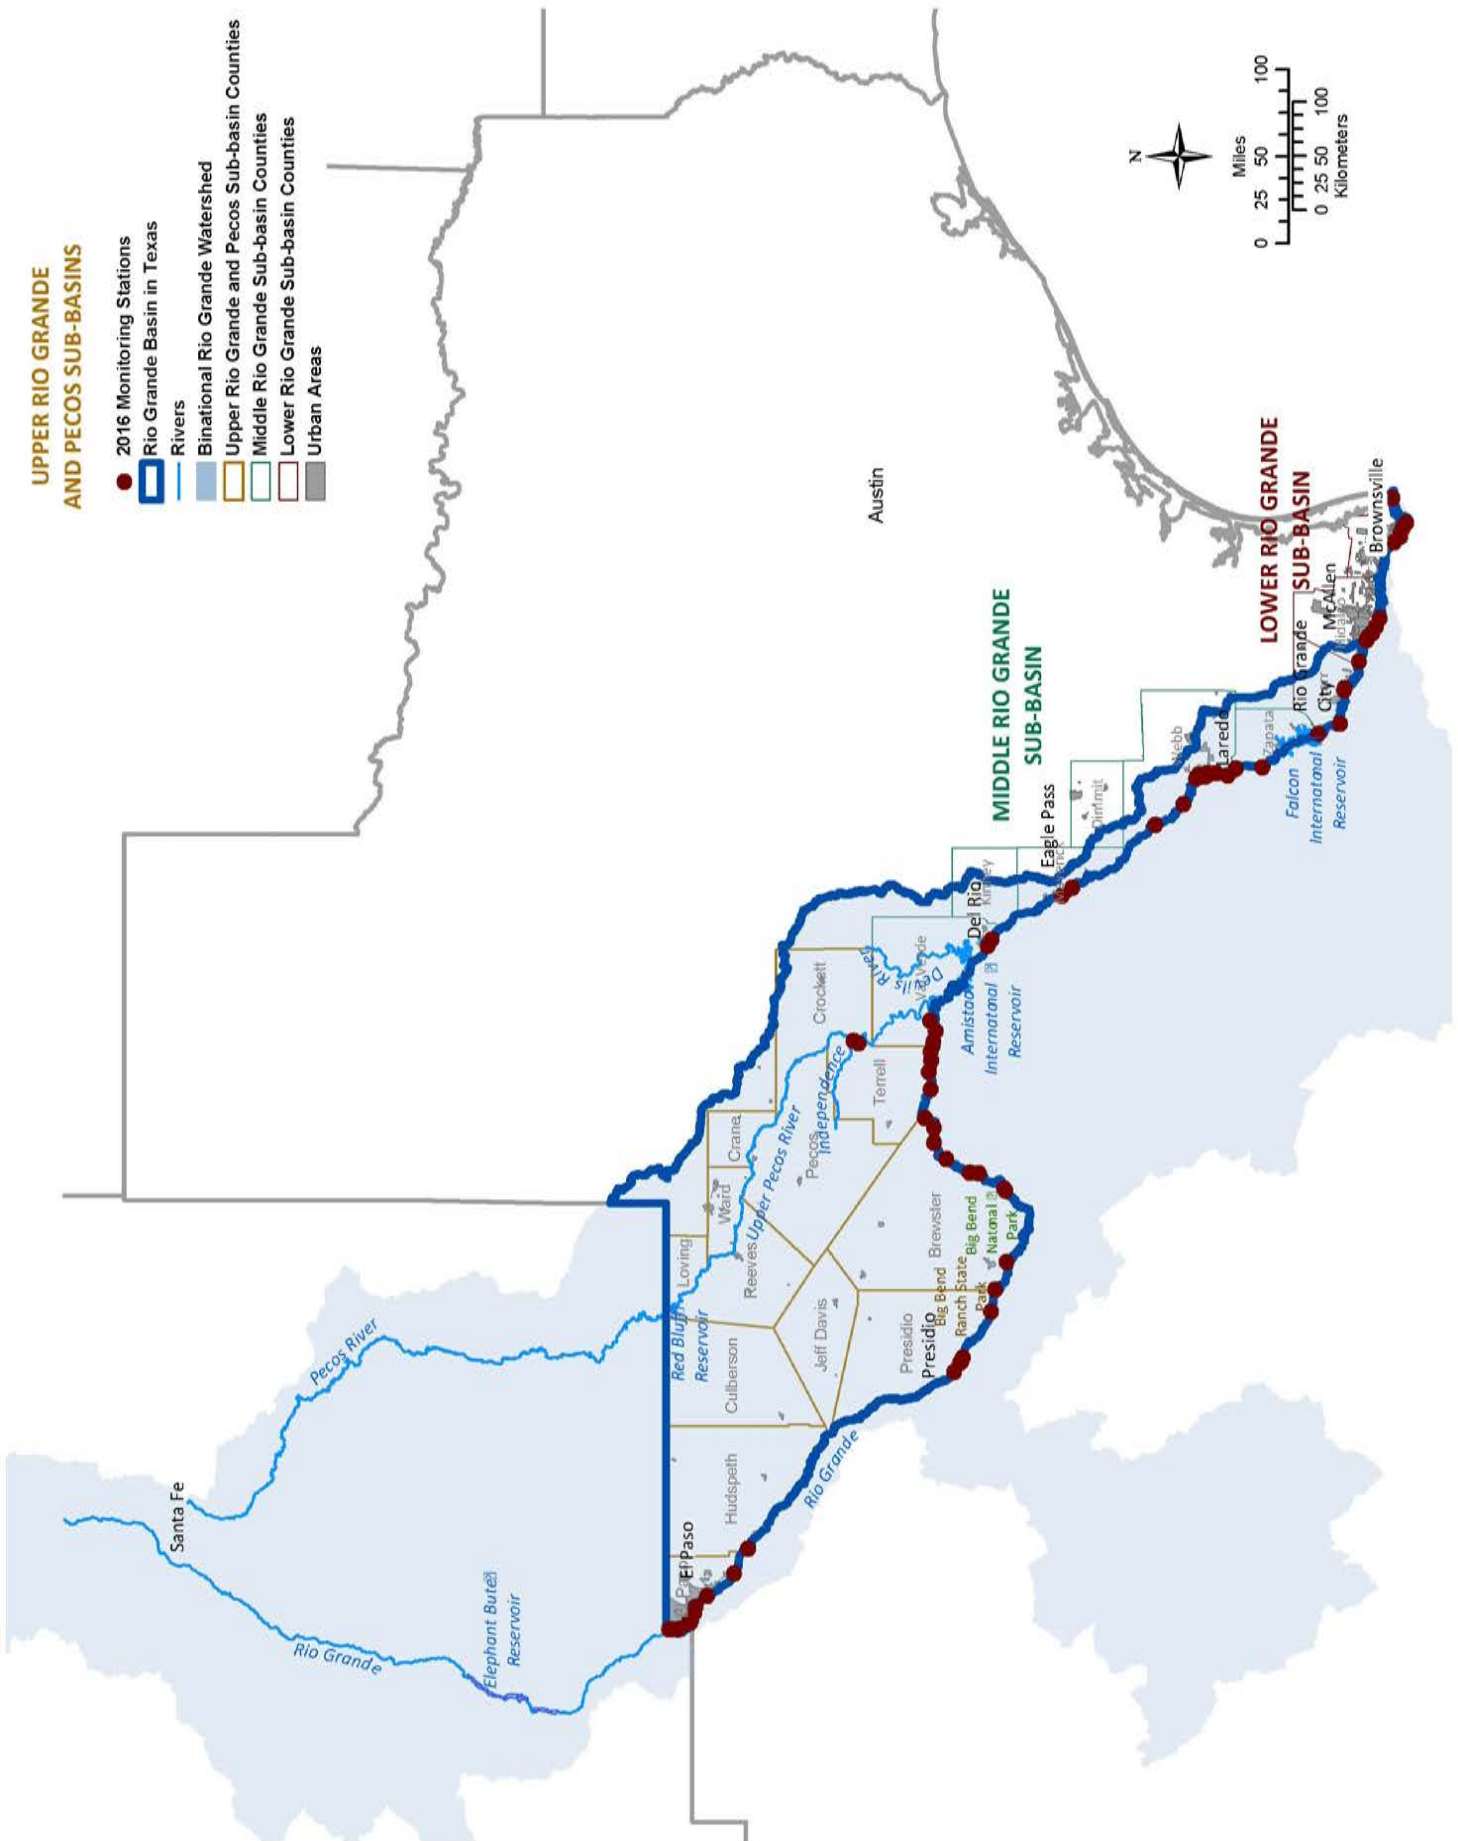 UPPER RIO GRANDE
AND PECOS SUB-BASINS
2016 Monitoring Stations
Rio Grande Basin in Texas
Rivers
Binational Rio Grande Watershed
Upper Rio Grande and Pecos Sub-basin Counties
Middle Rio Grande Sub-basin Counties
Lower Rio Grande Sub-basin Counties
Urban Areas
Santa Fe
Pecos River
Rio Grande
Elephant Bute
Reservoir
El Paso
Hudspeth
Culberson
Red Bluff
Reservoir
Loving
Reeves
Ward
Crane
Upper Pecos River
Pecos
Independence
Crockett
Terrell
Jeff Davis
Presidio
Presidio
Brewster
Big Bend
Ranch State
Park
Big Bend
Natonal
Park
Rio Grande
Devils
River
Val Verde
Del Rio
Kinney
Amistad
Internatonal
Reservoir
MIDDLE RIO GRANDE
SUB-BASIN
Eagle Pass
Dimmit
Webb
Laredo
Zapata
Falcon
Internatonal
Reservoir
LOWER RIO GRANDE
SUB-BASIN
Rio Grande
City
McAllen
Brownsville
Austin
N
Miles
0 25 50 100
0 25 50 100
Kilometers